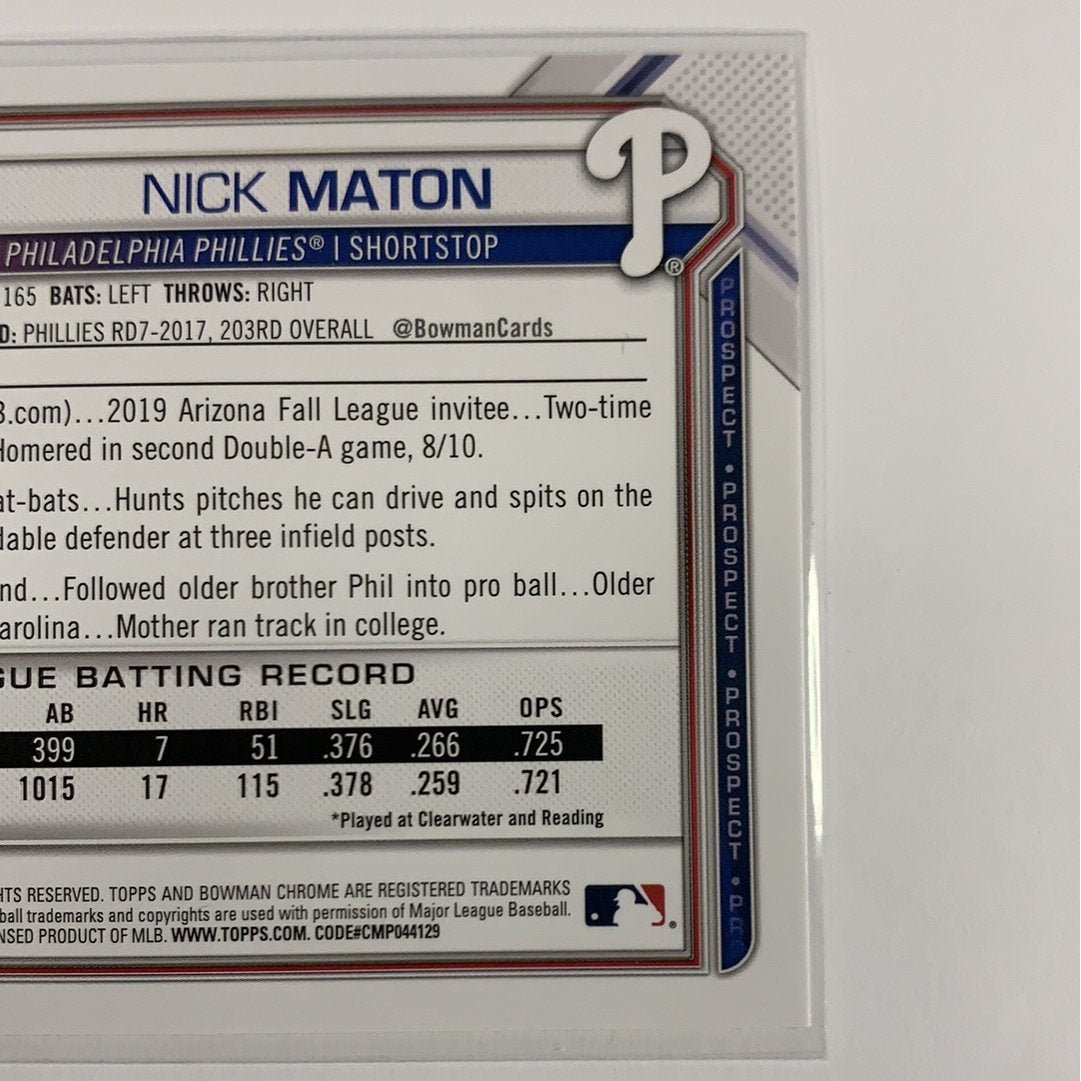 NICK MATON
P
®
PHILADELPHIA PHILLIES® | SHORTSTOP
165 BATS: LEFT THROWS: RIGHT
D: PHILLIES RD7-2017, 203RD OVERALL @BowmanCards
.com)...2019 Arizona Fall League invitee...Two-time
Homered in second Double-A game, 8/10.
at-bats...Hunts pitches he can drive and spits on the
dable defender at three infield posts.
nd...Followed older brother Phil into pro ball...Older
arolina...Mother ran track in college.
GUE BATTING RECORD
AB HR RBI SLG AVG OPS
399 7 51 .376 .266 .725
1015 17 115 .378 .259 .721
*Played at Clearwater and Reading
HTS RESERVED. TOPPS AND BOWMAN CHROME ARE REGISTERED TRADEMARKS
ball trademarks and copyrights are used with permission of Major League Baseball.
NSED PRODUCT OF MLB. WWW.TOPPS.COM. CODE#CMP044129
®
PROSPECT • PROSPECT • PROSPECT • PR